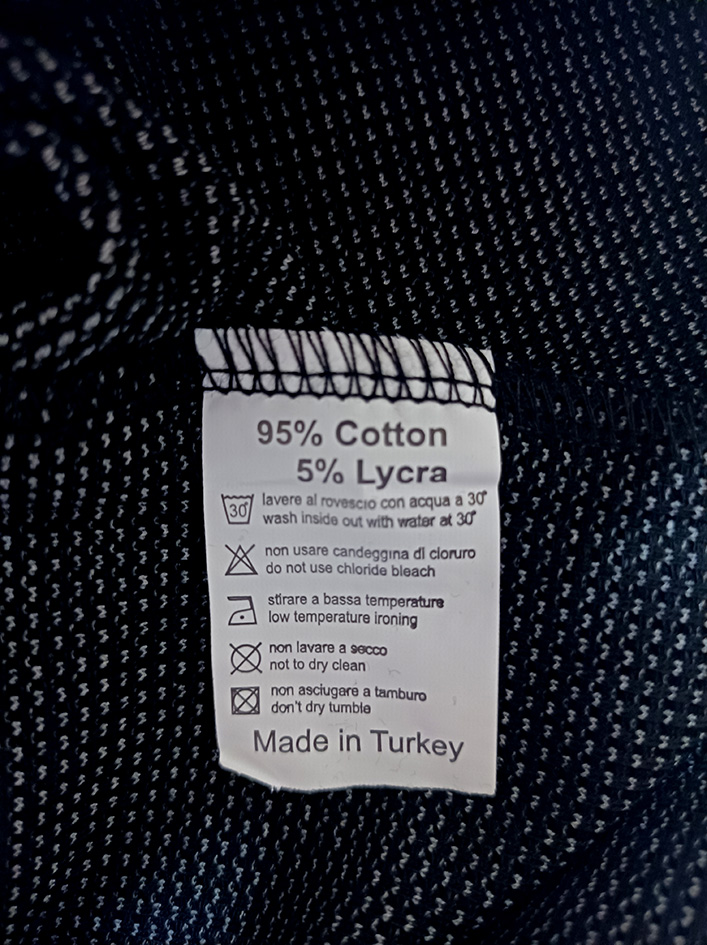 95% Cotton
5% Lycra
30°
lavere al rovescio con acqua a 30°
wash inside out with water at 30°
non usare candeggina di cloruro
do not use chloride bleach
stirare a bassa temperature
low temperature ironing
non lavare a secco
not to dry clean
non asciugare a tamburo
don't dry tumble
Made in Turkey